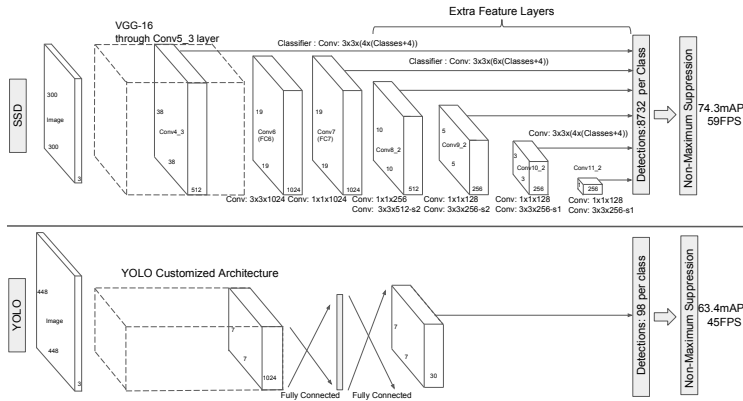 Extra Feature Layers
VGG-16
through Conv5_3 layer
Classifier : Conv: 3x3x(4x(Classes+4))
Classifier : Conv: 3x3x(6x(Classes+4))
SSD
300
Image
300
3
38
Conv4_3
38
512
19
Conv6
(FC6)
19
1024
19
Conv7
(FC7)
19
1024
10
Conv8_2
10
512
5
Conv9_2
5
256
Conv: 3x3x(4x(Classes+4))
3
Conv10_2
3
256
Conv11_2
1
256
Conv: 3x3x1024
Conv: 1x1x1024
Conv: 1x1x256
Conv: 3x3x512-s2
Conv: 1x1x128
Conv: 3x3x256-s2
Conv: 1x1x128
Conv: 3x3x256-s1
Conv: 1x1x128
Conv: 3x3x256-s1
Detections:8732 per Class
Non-Maximum Suppression
74.3mAP
59FPS
YOLO
448
Image
448
3
YOLO Customized Architecture
7
7
1024
Fully Connected
Fully Connected
7
7
30
Detections: 98 per class
Non-Maximum Suppression
63.4mAP
45FPS